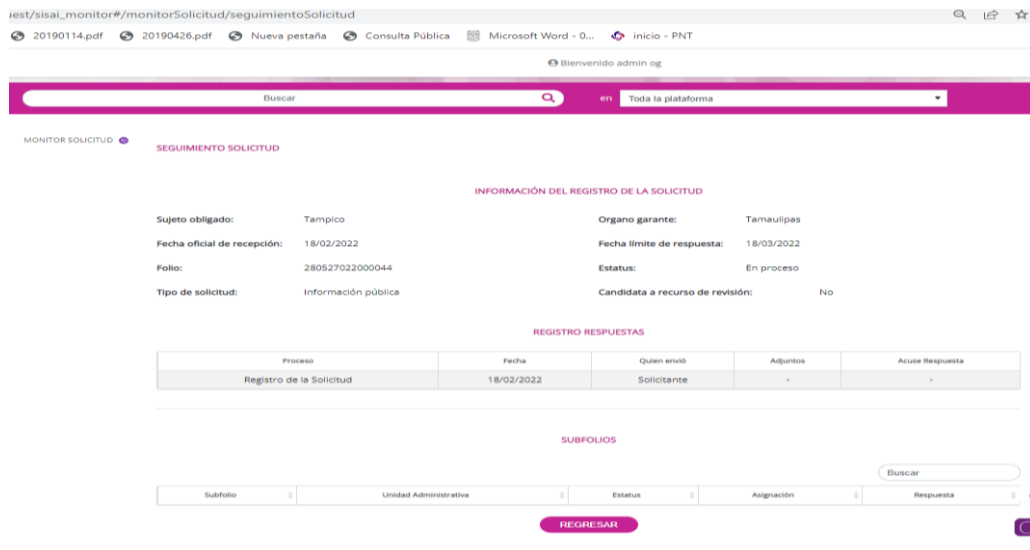 uest/sisai_monitor#/monitorSolicitud/seguimientoSolicitud
20190114.pdf 20190426.pdf Nueva pestaña Consulta Pública Microsoft Word - 0... inicio - PNT
Bienvenido admin og
Buscar en Toda la plataforma
MONITOR SOLICITUD
SEGUIMIENTO SOLICITUD
INFORMACIÓN DEL REGISTRO DE LA SOLICITUD
Sujeto obligado: Tampico Organo garante: Tamaulipas
Fecha oficial de recepción: 18/02/2022 Fecha límite de respuesta: 18/03/2022
Folio: 280527022000044 Estatus: En proceso
Tipo de solicitud: Información pública Candidata a recurso de revisión: No
REGISTRO RESPUESTAS
Proceso Fecha Quien envió Adjuntos Acuse Respuesta
Registro de la Solicitud 18/02/2022 Solicitante - -
SUBFOLIOS
Buscar
Subfolio Unidad Administrativa Estatus Asignación Respuesta
REGRESAR